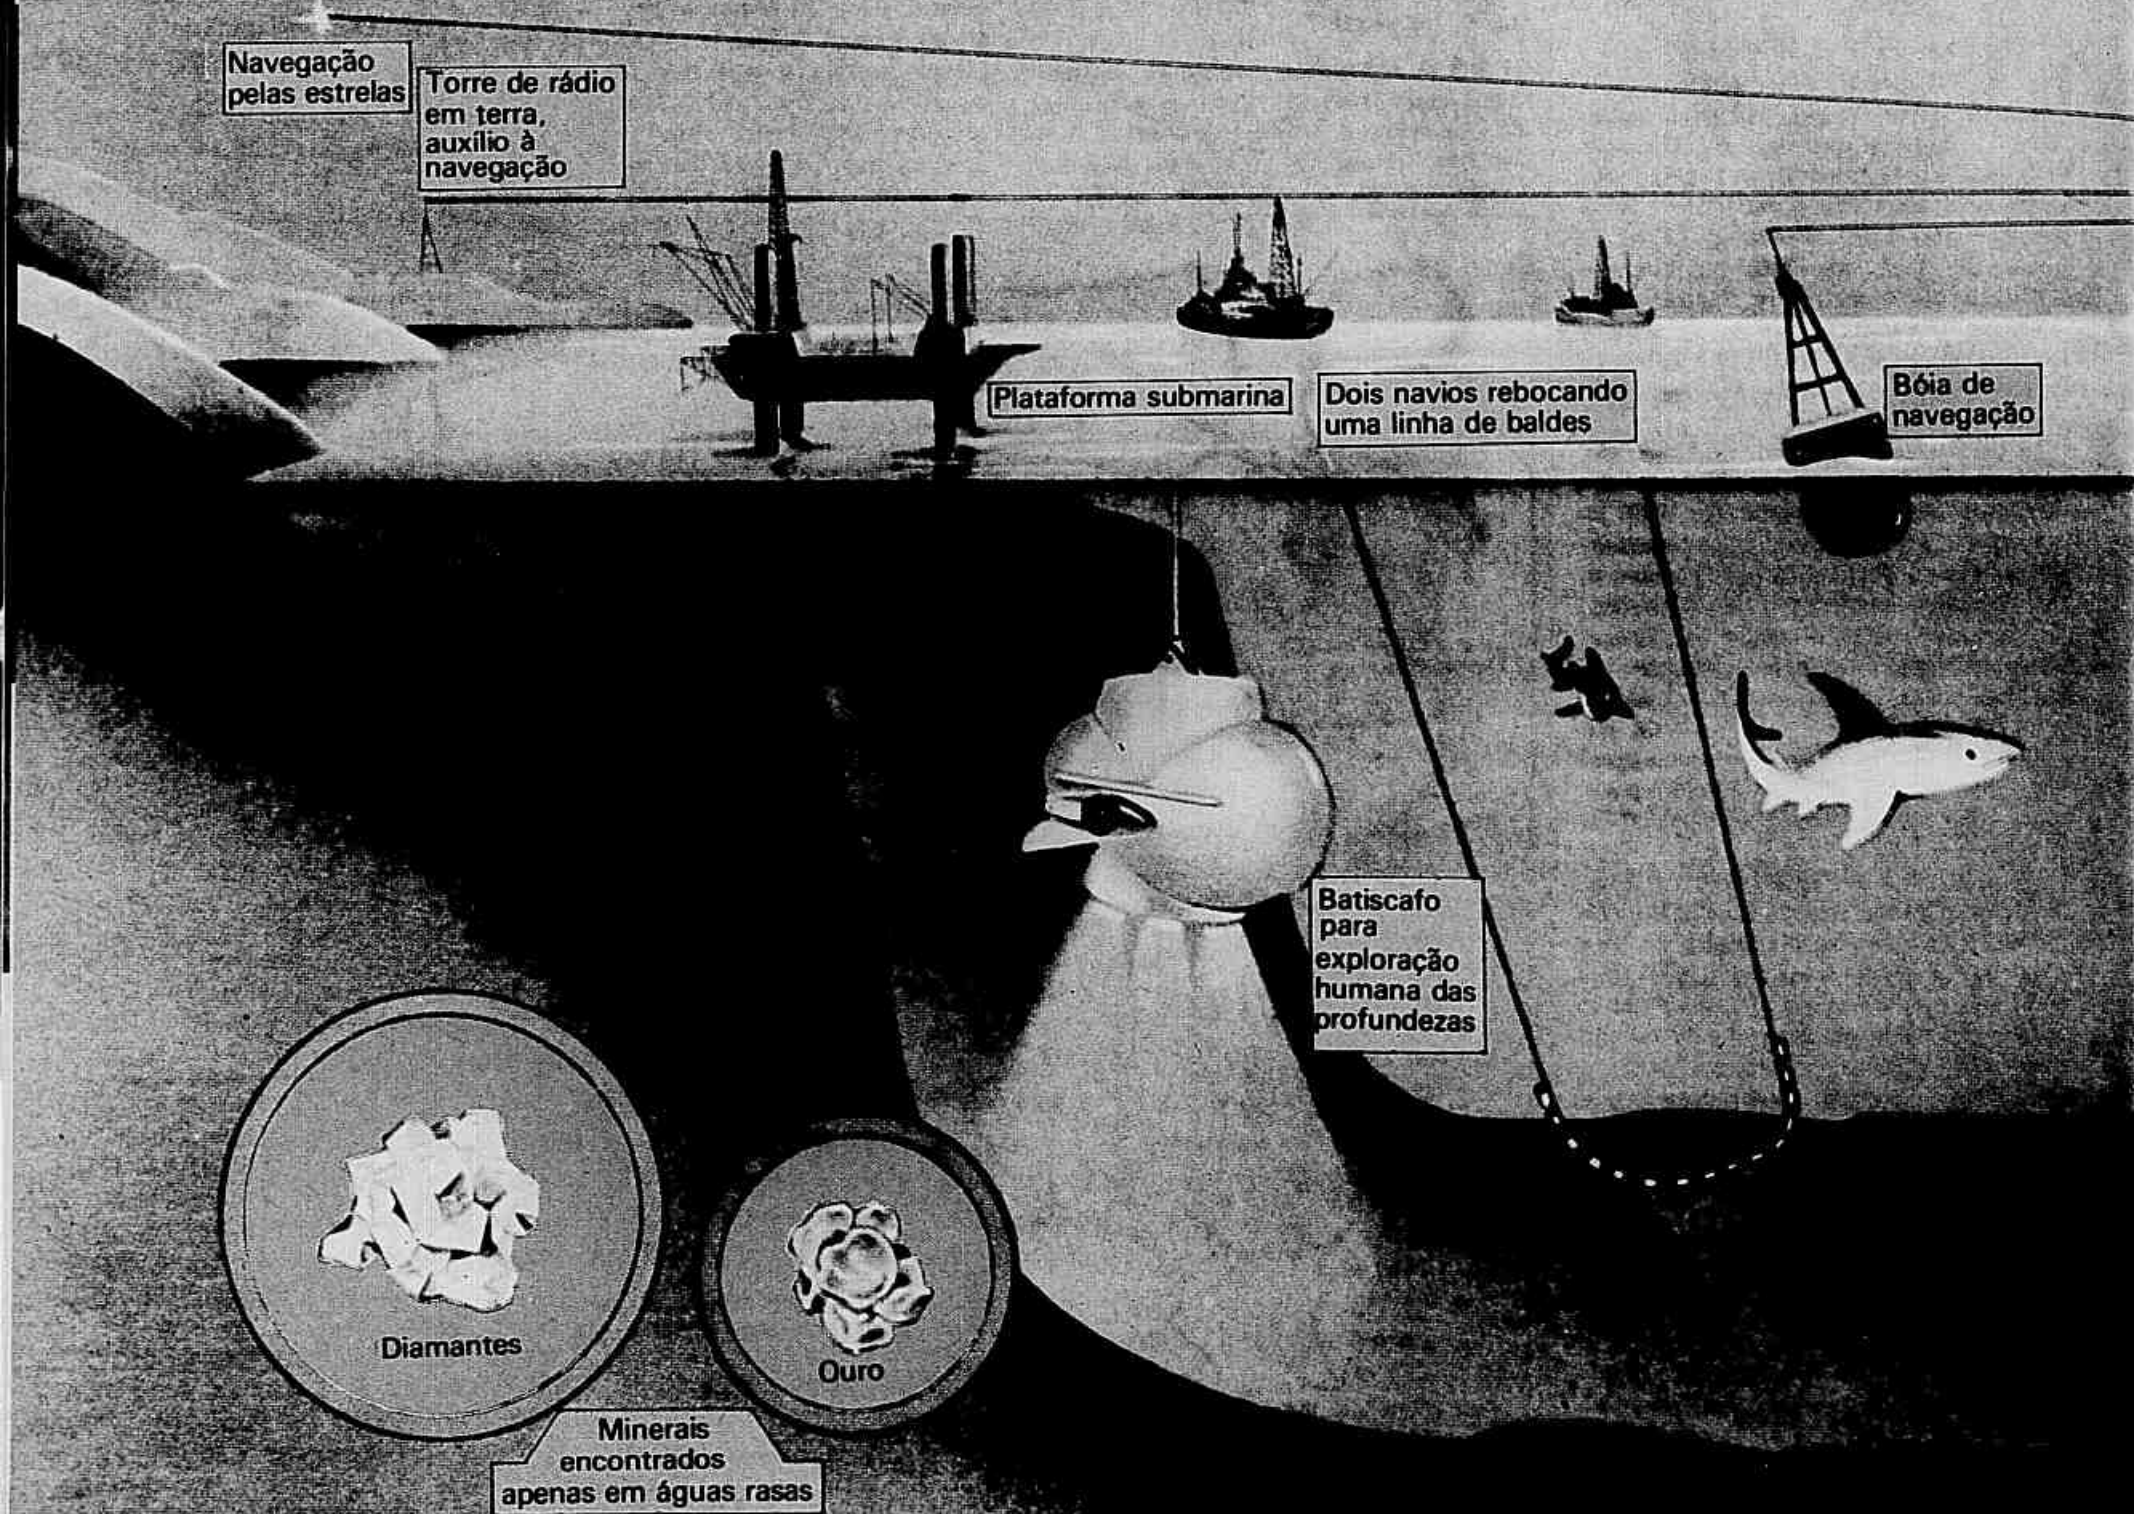 Navegação
pelas estrelas
Torre de rádio
em terra,
auxílio à
navegação
Plataforma submarina
Dois navios rebocando
uma linha de baldes
Bóia de
navegação
Batiscafo
para
exploração
humana das
profundezas
Diamantes
Ouro
Minerais
encontrados
apenas em águas rasas